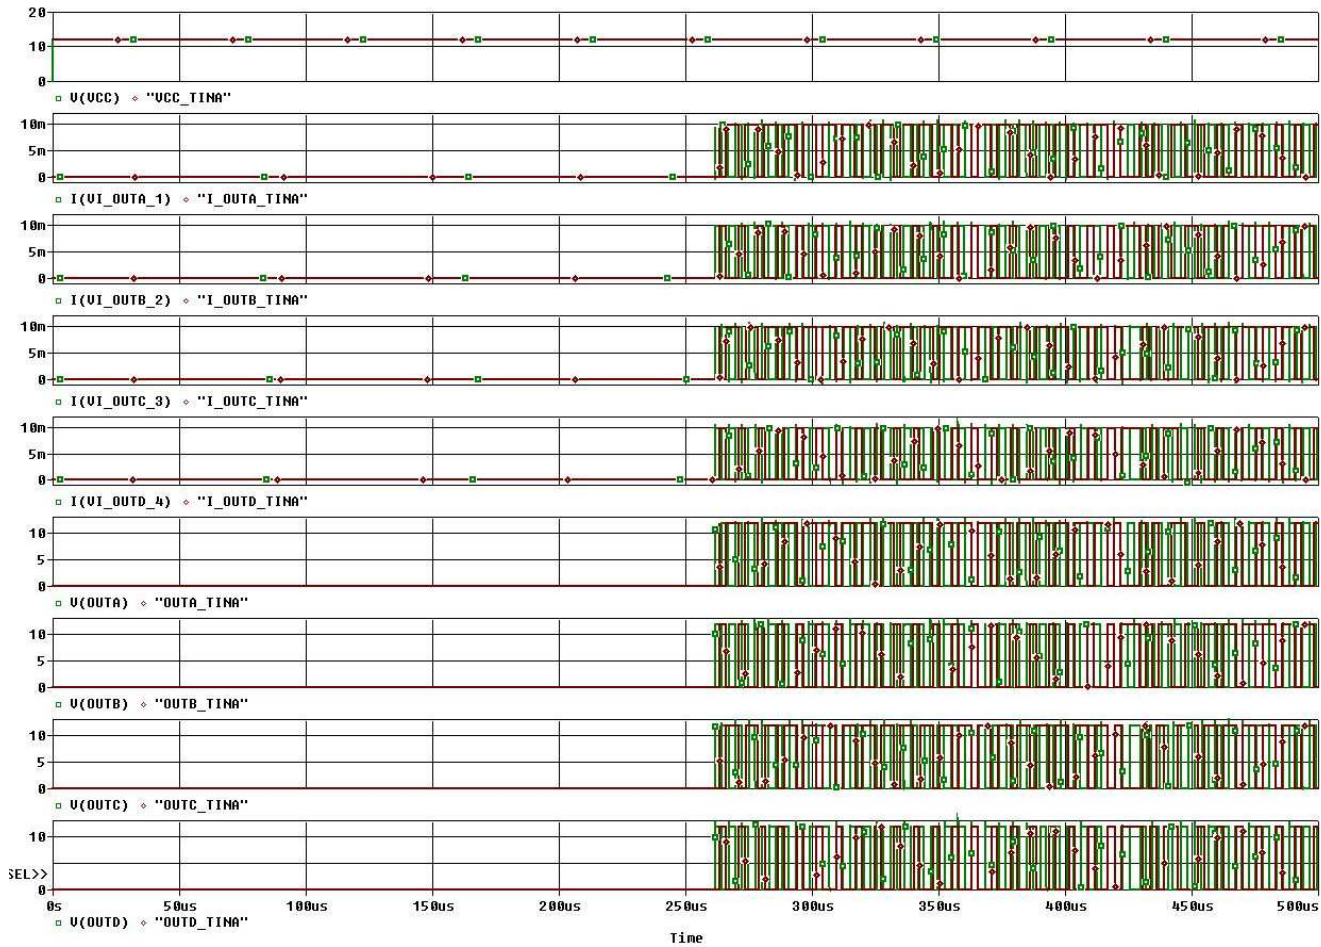 20
10
0
▫ V(VCC) ⋄ "VCC_TINA"
10m
5m
0
▫ I(VI_OUTA_1) ⋄ "I_OUTA_TINA"
10m
5m
0
▫ I(VI_OUTB_2) ⋄ "I_OUTB_TINA"
10m
5m
0
▫ I(VI_OUTC_3) ⋄ "I_OUTC_TINA"
10m
5m
0
▫ I(VI_OUTD_4) ⋄ "I_OUTD_TINA"
10
5
0
▫ V(OUTA) ⋄ "OUTA_TINA"
10
5
0
▫ V(OUTB) ⋄ "OUTB_TINA"
10
5
0
▫ V(OUTC) ⋄ "OUTC_TINA"
10
SEL>>
0
0s 50us 100us 150us 200us 250us 300us 350us 400us 450us 500us
▫ V(OUTD) ⋄ "OUTD_TINA"
Time